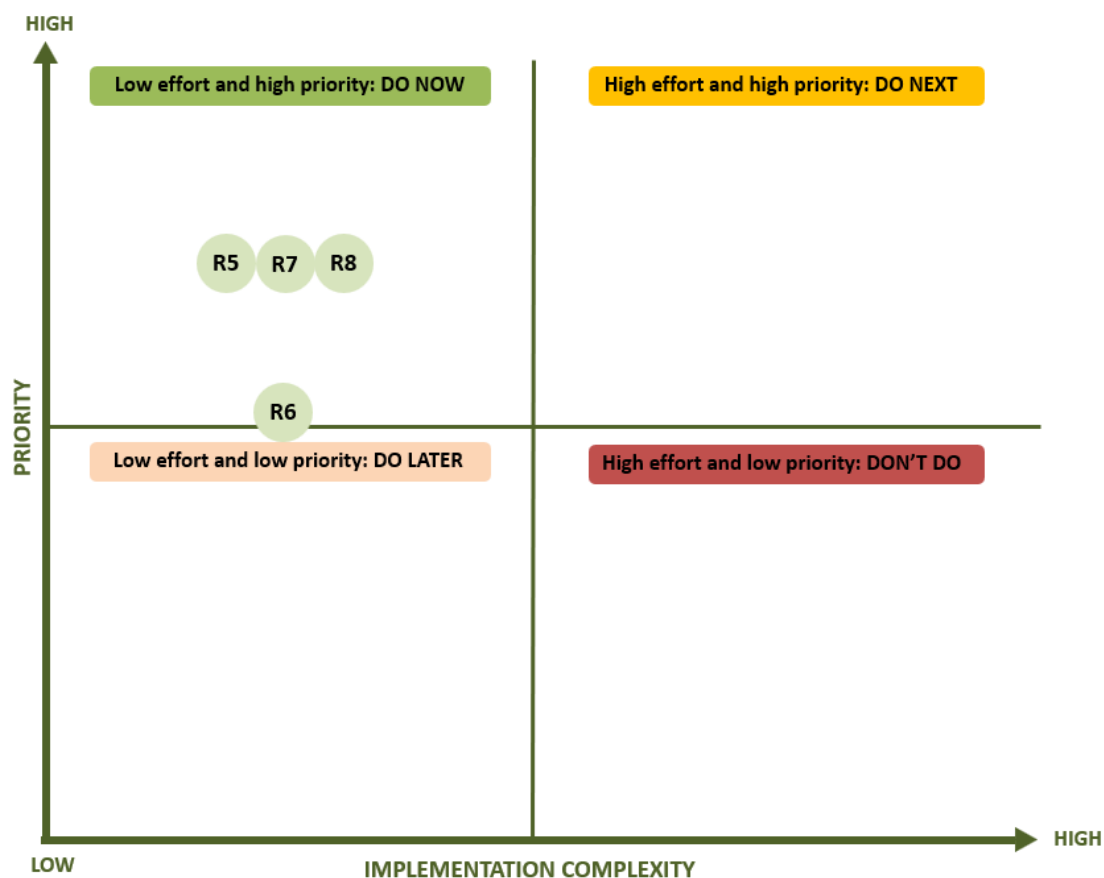 HIGH
Low effort and high priority: DO NOW
High effort and high priority: DO NEXT
R5
R7
R8
R6
PRIORITY
Low effort and low priority: DO LATER
High effort and low priority: DON’T DO
HIGH
LOW
IMPLEMENTATION COMPLEXITY